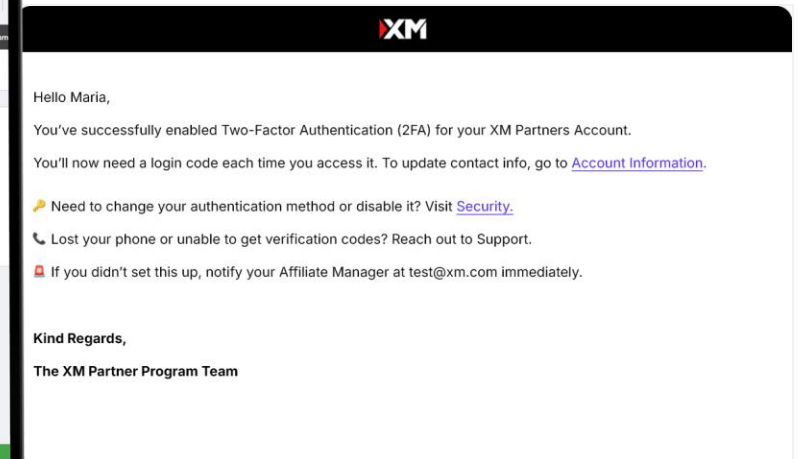 XM
Hello Maria,
You’ve successfully enabled Two-Factor Authentication (2FA) for your XM Partners Account.
You’ll now need a login code each time you access it. To update contact info, go to Account Information.
🔑 Need to change your authentication method or disable it? Visit Security.
📞 Lost your phone or unable to get verification codes? Reach out to Support.
🚨 If you didn’t set this up, notify your Affiliate Manager at test@xm.com immediately.
Kind Regards,
The XM Partner Program Team